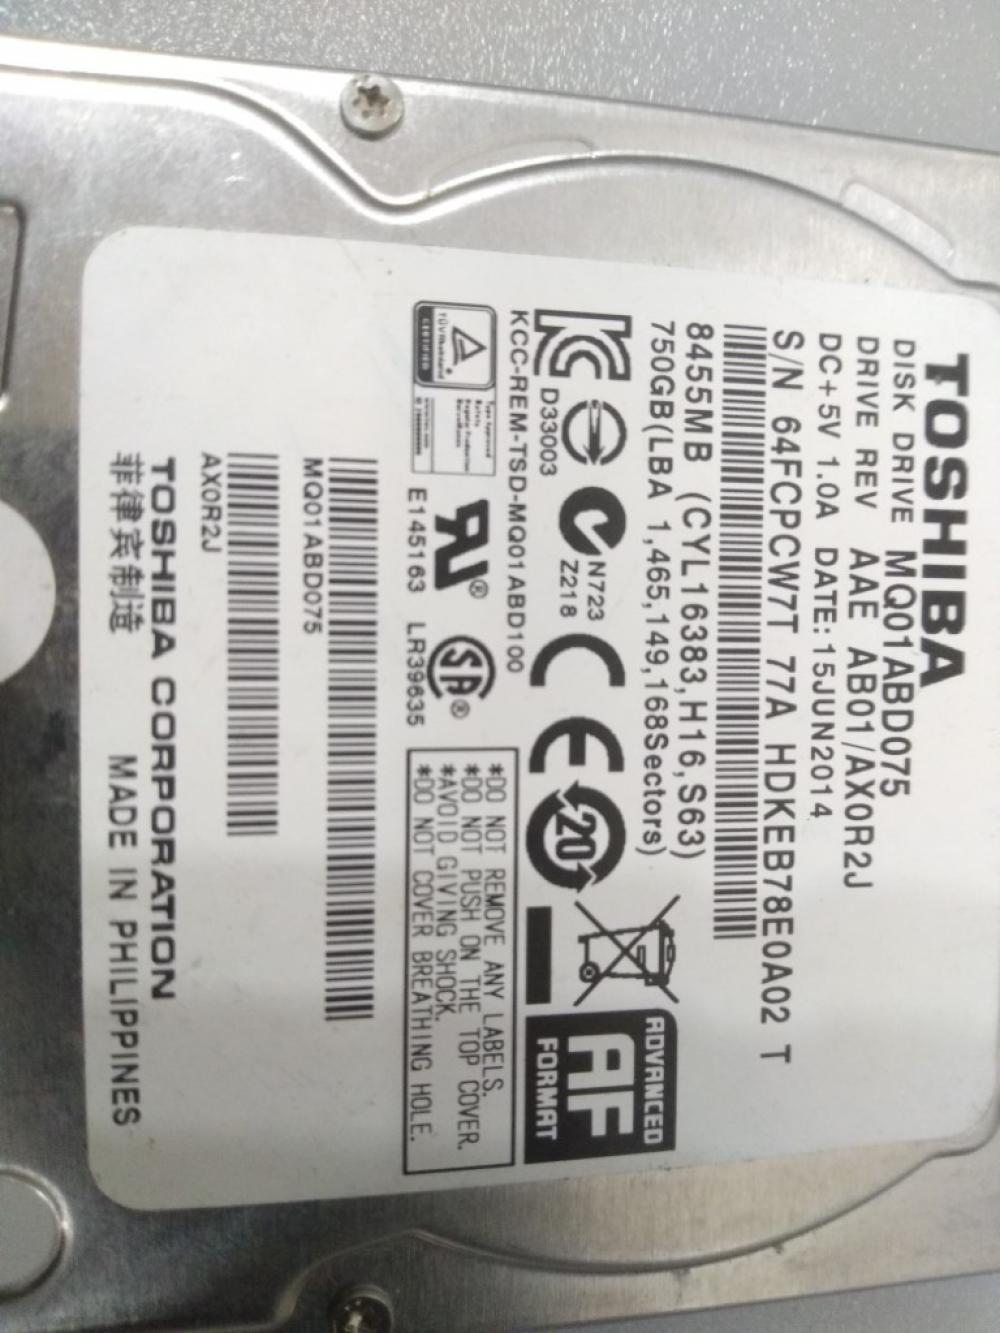 TOSHIBA
DISK DRIVE MQ01ABD075
DRIVE REV AAE AB01/AX0R2J
DC+5V 1.0A DATE:15JUN2014
S/N 64FCPCW7T 77A HDKEB78E0A02 T
8455MB (CYL16383,H16,S63)
750GB(LBA 1,465,149,168Sectors)
D33003
N723
Z218
20
ADVANCED
AF
FORMAT
KCC-REM-TSD-MQ01ABD100
E145163
LR39635
*DO NOT REMOVE ANY LABELS.
*DO NOT PUSH ON THE TOP COVER.
*AVOID GIVING SHOCK.
*DO NOT COVER BREATHING HOLE.
MQ01ABD075
AX0R2J
TOSHIBA CORPORATION
菲律宾制造 MADE IN PHILIPPINES